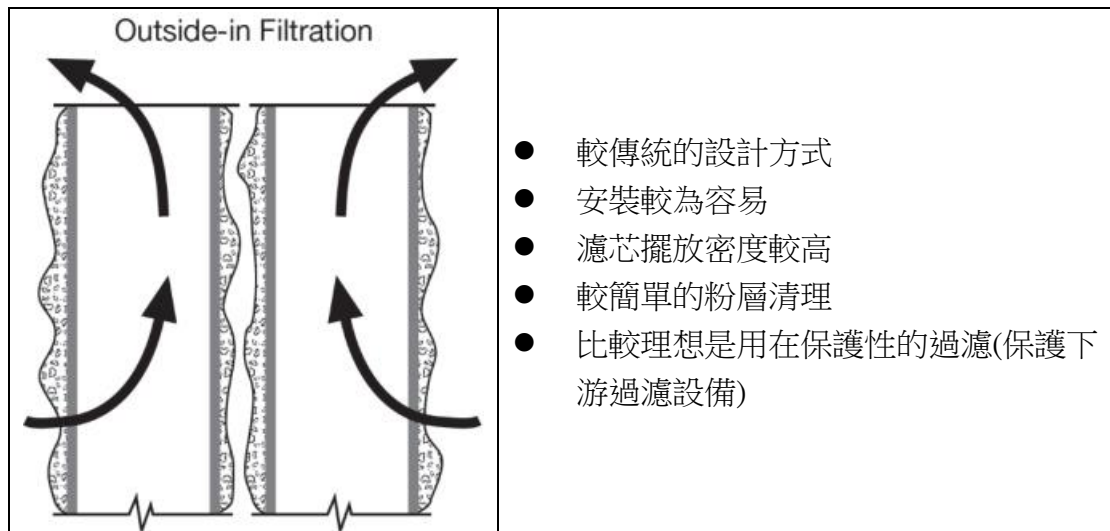 Outside-in Filtration
● 較傳統的設計方式
● 安裝較為容易
● 濾芯擺放密度較高
● 較簡單的粉層清理
● 比較理想是用在保護性的過濾(保護下
游過濾設備)